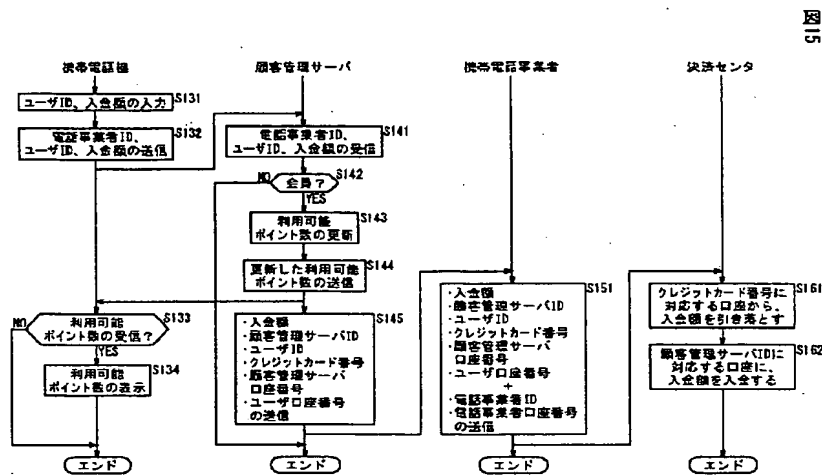 図15
携帯電話機
ユーザID、入金額の入力
S131
電話事業者ID、
ユーザID、入金額の送信
S132
NO
利用可能
ポイント数の受信?
S133
YES
利用可能
ポイント数の表示
S134
エンド
顧客管理サーバ
電話事業者ID、
ユーザID、入金額の受信
S141
NO
会員?
S142
YES
利用可能
ポイント数の更新
S143
更新した利用可能
ポイント数の送信
S144
・入金額
・顧客管理サーバID
・ユーザID
・クレジットカード番号
・顧客管理サーバ
口座番号
・ユーザ口座番号
の送信
S145
エンド
携帯電話事業者
・入金額
・顧客管理サーバID
・ユーザID
・クレジットカード番号
・顧客管理サーバ
口座番号
・ユーザ口座番号
+
・電話事業者ID
・電話事業者口座番号
の送信
S151
エンド
決済センタ
クレジットカード番号に
対応する口座から、
入金額を引き落とす
S161
顧客管理サーバIDに
対応する口座に、
入金額を入金する
S162
エンド